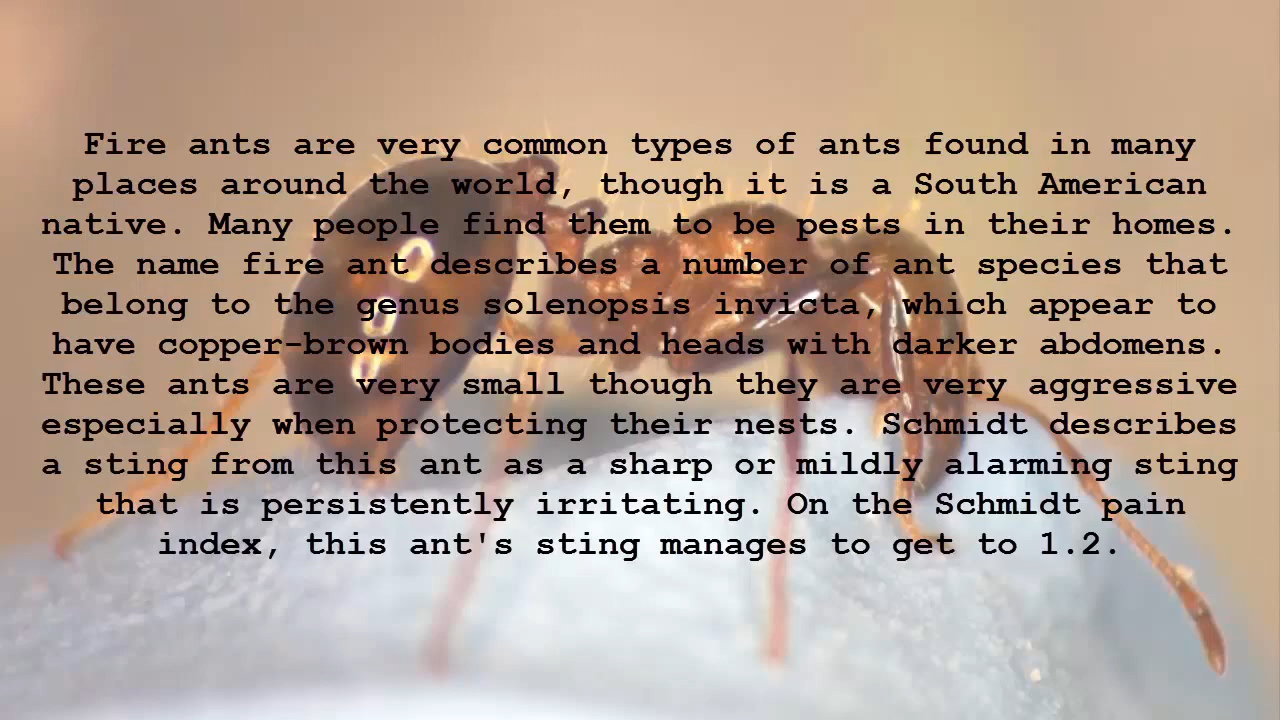 Fire ants are very common types of ants found in many
places around the world, though it is a South American
native. Many people find them to be pests in their homes.
The name fire ant describes a number of ant species that
belong to the genus solenopsis invicta, which appear to
have copper-brown bodies and heads with darker abdomens.
These ants are very small though they are very aggressive
especially when protecting their nests. Schmidt describes
a sting from this ant as a sharp or mildly alarming sting
that is persistently irritating. On the Schmidt pain
index, this ant's sting manages to get to 1.2.